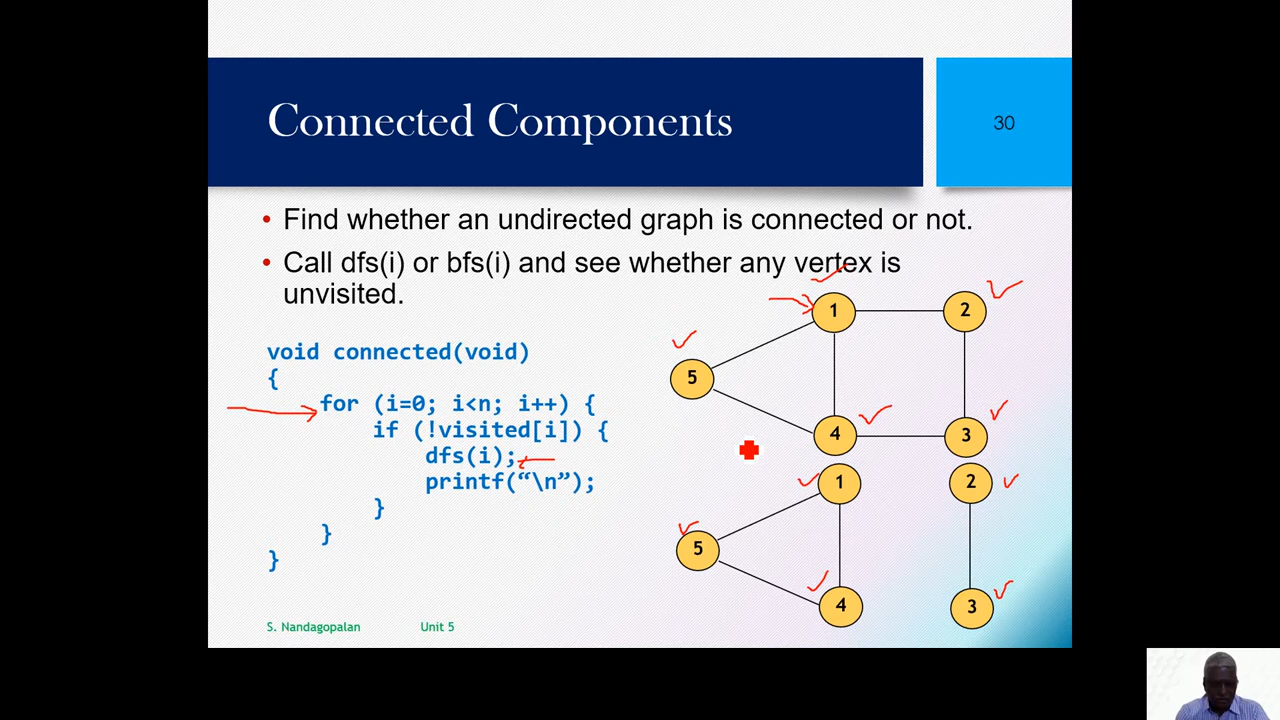 Connected Components
30
• Find whether an undirected graph is connected or not.
• Call dfs(i) or bfs(i) and see whether any vertex is
unvisited.
void connected(void)
{
for (i=0; i<n; i++) {
if (!visited[i]) {
dfs(i);
printf(“\n”);
}
}
}
1
2
5
4
3
1
2
5
4
3
S. Nandagopalan
Unit 5